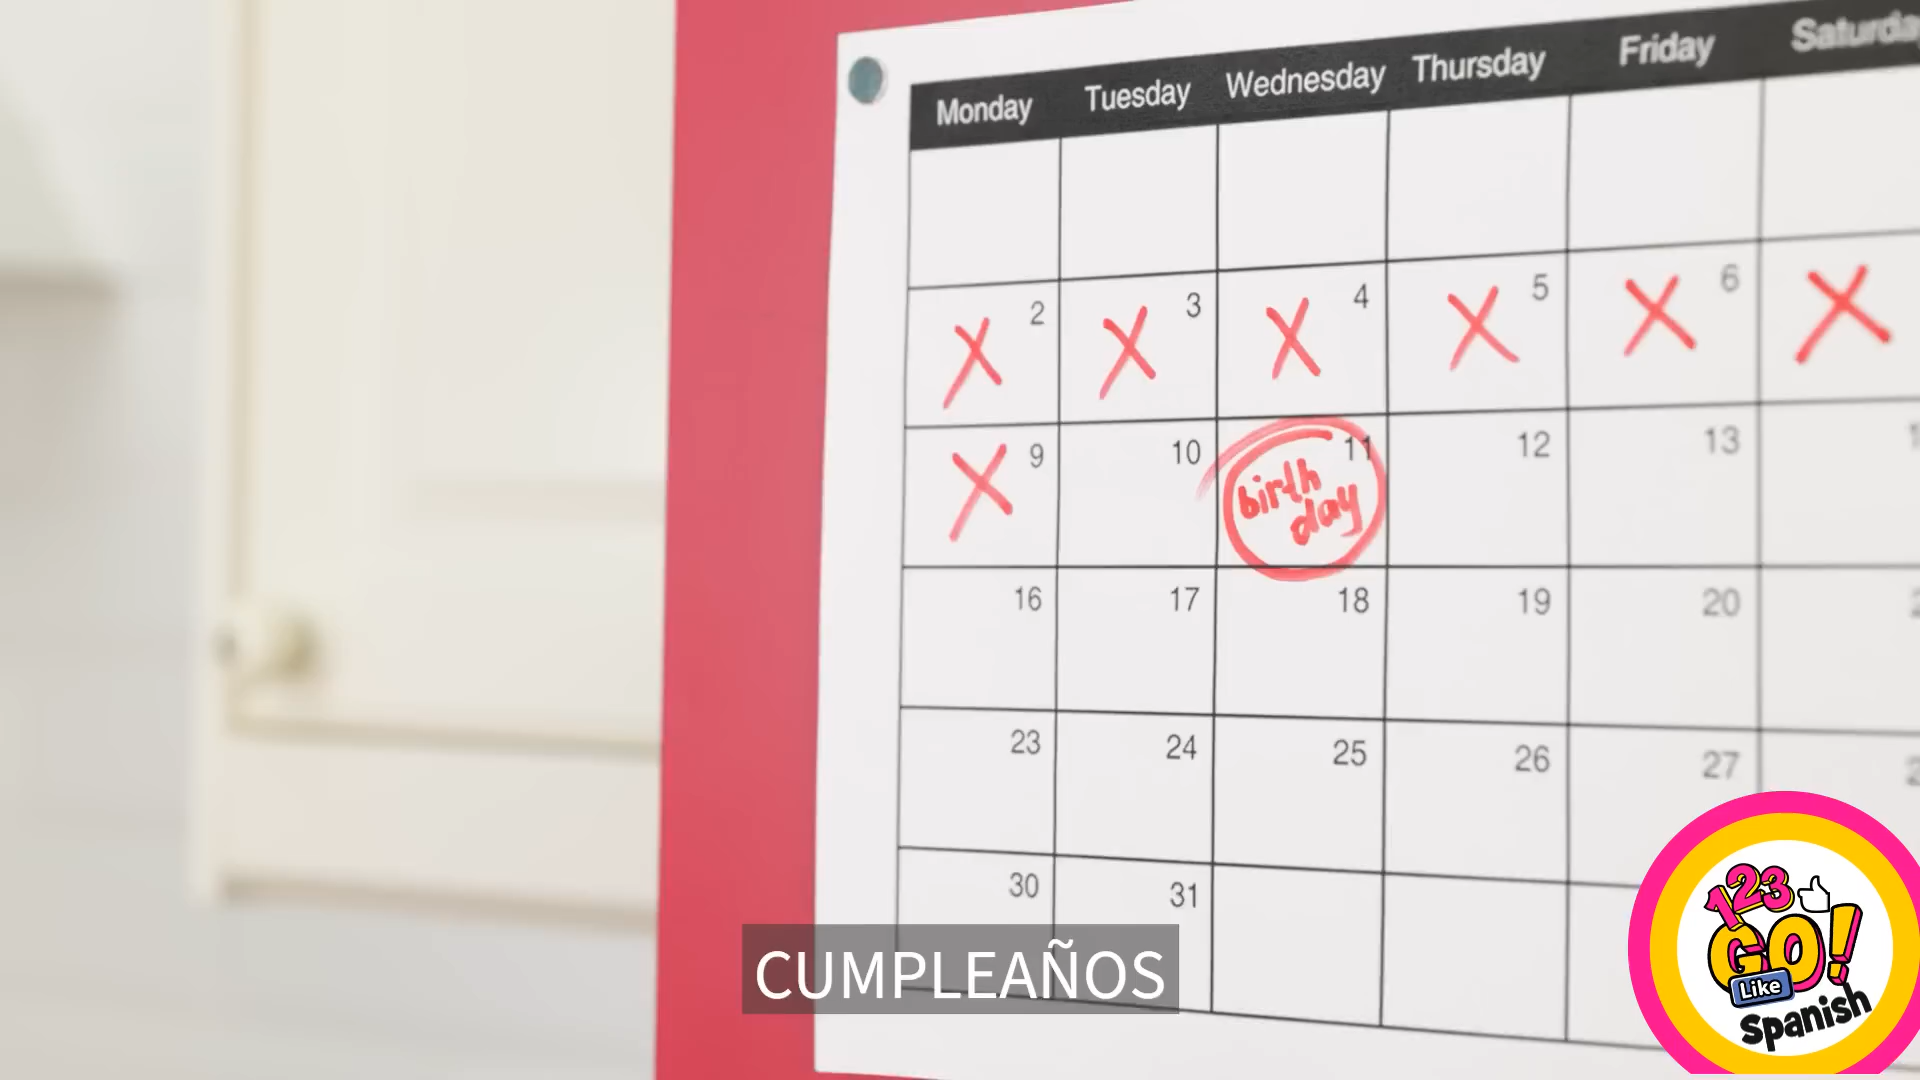 Monday Tuesday Wednesday Thursday Friday Saturday
2 3 4 5 6
9 10 11 12 13
birth
day
16 17 18 19 20
23 24 25 26 27
30 31
CUMPLEAÑOS
123
GO!
Like
Spanish